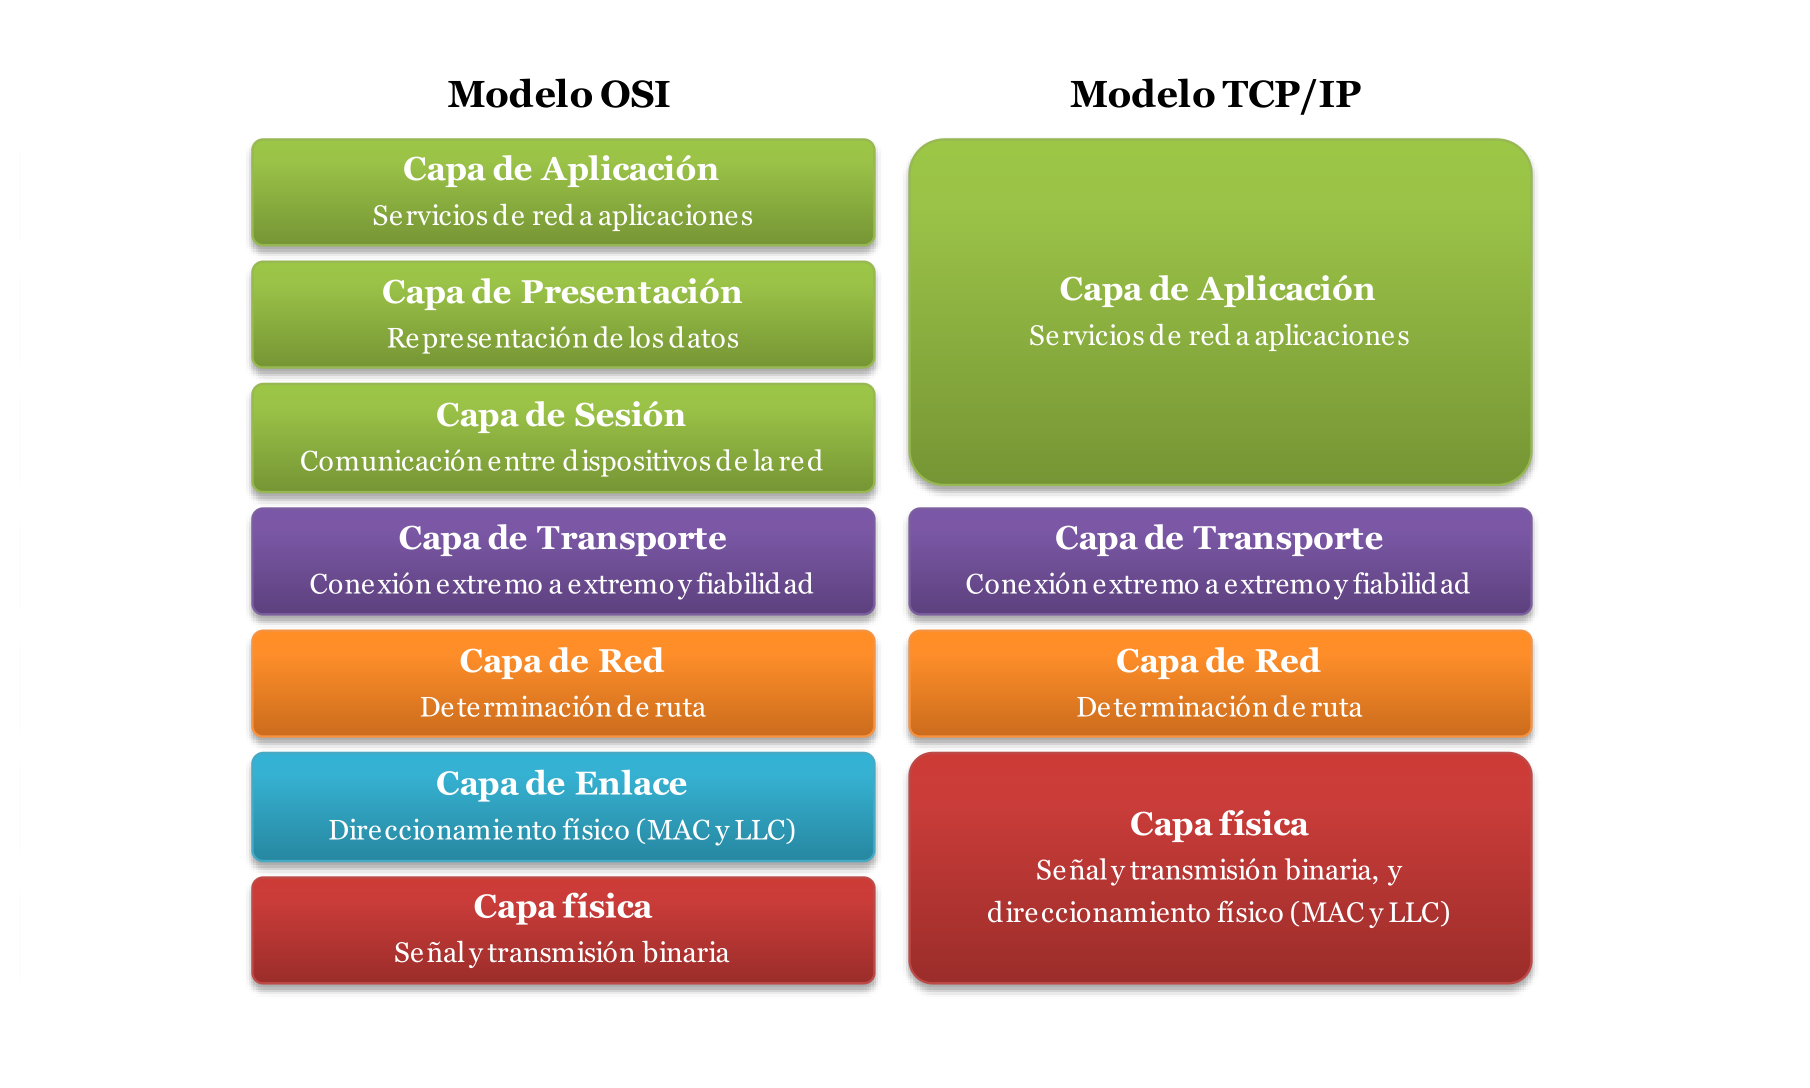 Modelo OSI
Capa de Aplicación
Servicios de red a aplicaciones
Capa de Presentación
Representación de los datos
Capa de Sesión
Comunicación entre dispositivos de la red
Capa de Transporte
Conexión extremo a extremo y fiabilidad
Capa de Red
Determinación de ruta
Capa de Enlace
Direccionamiento físico (MAC y LLC)
Capa física
Señal y transmisión binaria
Modelo TCP/IP
Capa de Aplicación
Servicios de red a aplicaciones
Capa de Transporte
Conexión extremo a extremo y fiabilidad
Capa de Red
Determinación de ruta
Capa física
Señal y transmisión binaria, y
direccionamiento físico (MAC y LLC)